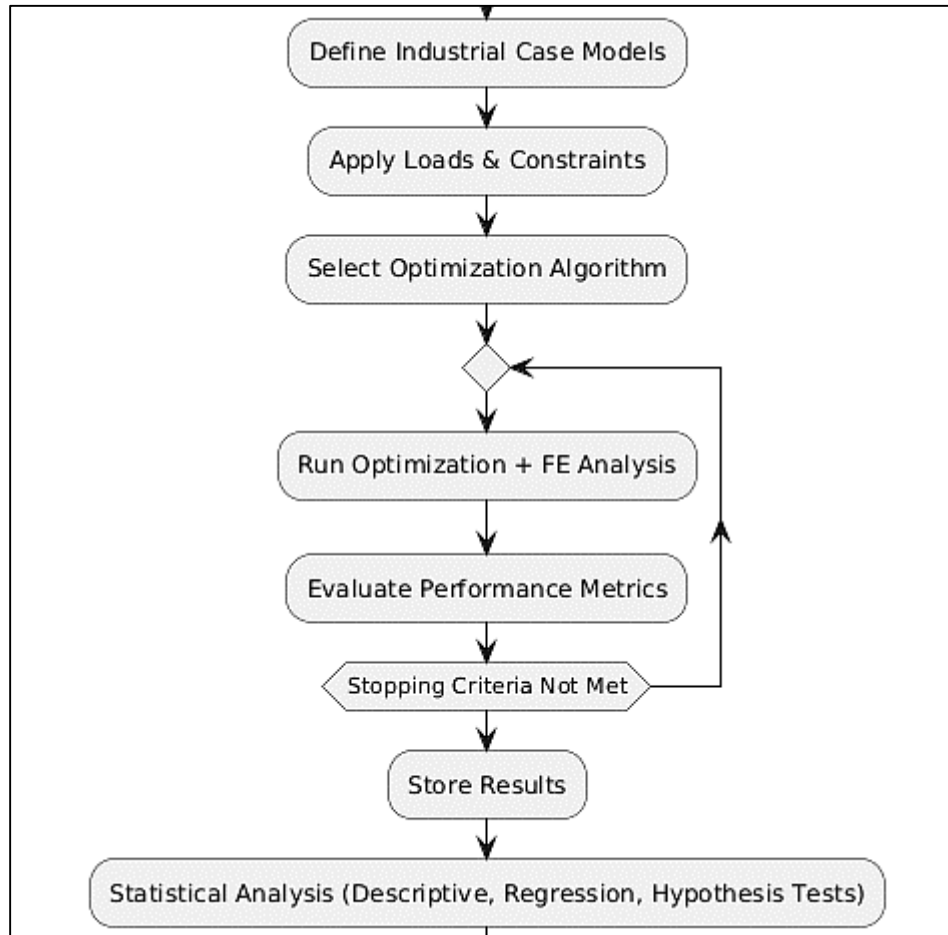 Define Industrial Case Models
Apply Loads & Constraints
Select Optimization Algorithm
Run Optimization + FE Analysis
Evaluate Performance Metrics
Stopping Criteria Not Met
Store Results
Statistical Analysis (Descriptive, Regression, Hypothesis Tests)